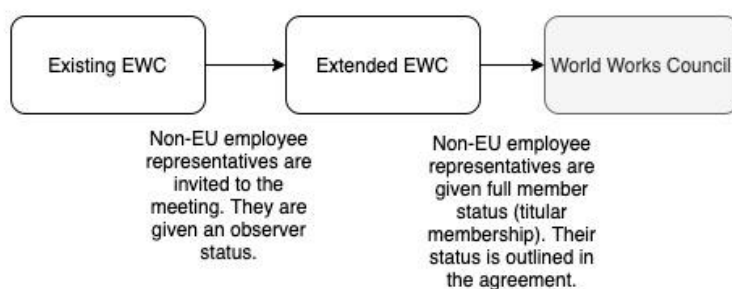 Existing EWC
Extended EWC
World Works Council
Non-EU employee
representatives are
invited to the
meeting. They are
given an observer
status.
Non-EU employee
representatives are
given full member
status (titular
membership). Their
status is outlined in
the agreement.